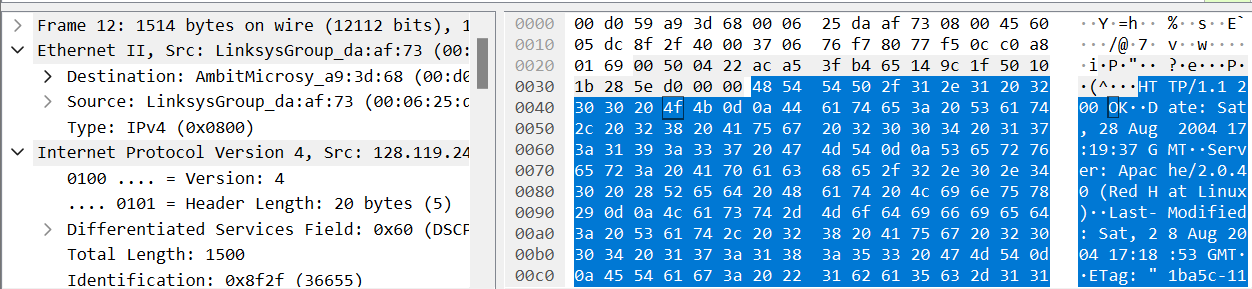 Frame 12: 1514 bytes on wire (12112 bits), 1
Ethernet II, Src: LinksysGroup_da:af:73 (00:
Destination: AmbitMicrosy_a9:3d:68 (00:d0
Source: LinksysGroup_da:af:73 (00:06:25:d
Type: IPv4 (0x0800)
Internet Protocol Version 4, Src: 128.119.24
0100 .... = Version: 4
.... 0101 = Header Length: 20 bytes (5)
Differentiated Services Field: 0x60 (DSCP
Total Length: 1500
Identification: 0x8f2f (36655)
0000 00 d0 59 a9 3d 68 00 06 25 da af 73 08 00 45 60 ··Y·=h·· %··s··E`
0010 05 dc 8f 2f 40 00 37 06 76 f7 80 77 f5 0c c0 a8 ···/@·7· v··w····
0020 01 69 00 50 04 22 ac a5 3f b4 65 14 9c 1f 50 10 ·i·P·"·· ?·e···P·
0030 1b 28 5e d0 00 00 48 54 54 50 2f 31 2e 31 20 32 ·(^···HT TP/1.1 2
0040 30 30 20 4f 4b 0d 0a 44 61 74 65 3a 20 53 61 74 00 OK··D ate: Sat
0050 2c 20 32 38 20 41 75 67 20 32 30 30 34 20 31 37 , 28 Aug  2004 17
0060 3a 31 39 3a 33 37 20 47 4d 54 0d 0a 53 65 72 76 :19:37 G MT··Serv
0070 65 72 3a 20 41 70 61 63 68 65 2f 32 2e 30 2e 34 er: Apac he/2.0.4
0080 30 20 28 52 65 64 20 48 61 74 20 4c 69 6e 75 78 0 (Red H at Linux
0090 29 0d 0a 4c 61 73 74 2d 4d 6f 64 69 66 69 65 64 )··Last- Modified
00a0 3a 20 53 61 74 2c 20 32 38 20 41 75 67 20 32 30 : Sat, 2 8 Aug 20
00b0 30 34 20 31 37 3a 31 38 3a 35 33 20 47 4d 54 0d 04 17:18 :53 GMT·
00c0 0a 45 54 61 67 3a 20 22 31 62 61 35 63 2d 31 31 ·ETag: " 1ba5c-11